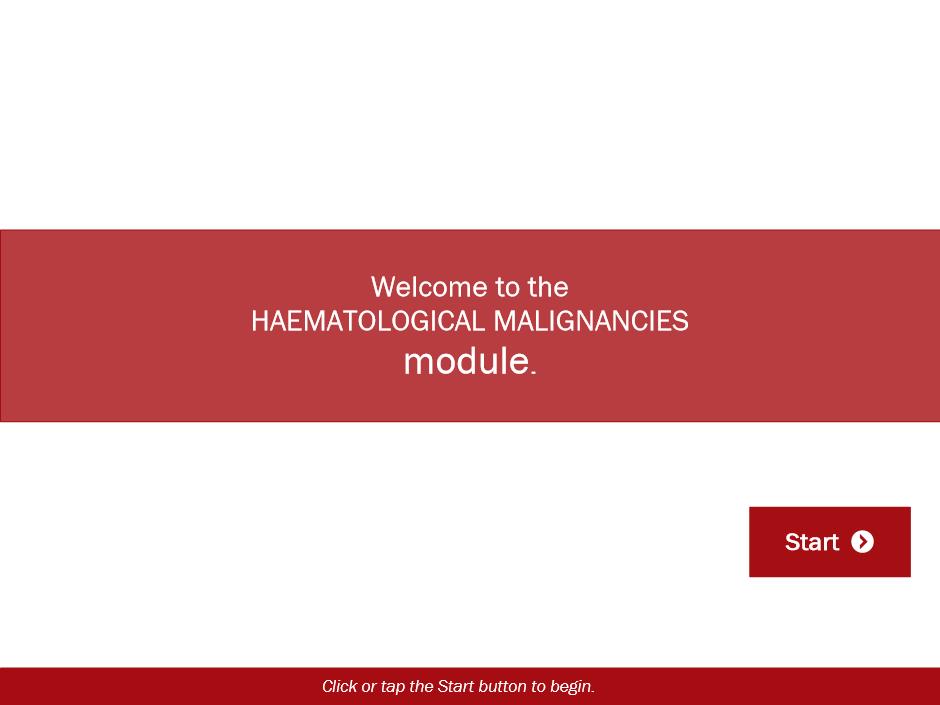 Welcome to the
HAEMATOLOGICAL MALIGNANCIES
module.
Start
Click or tap the Start button to begin.